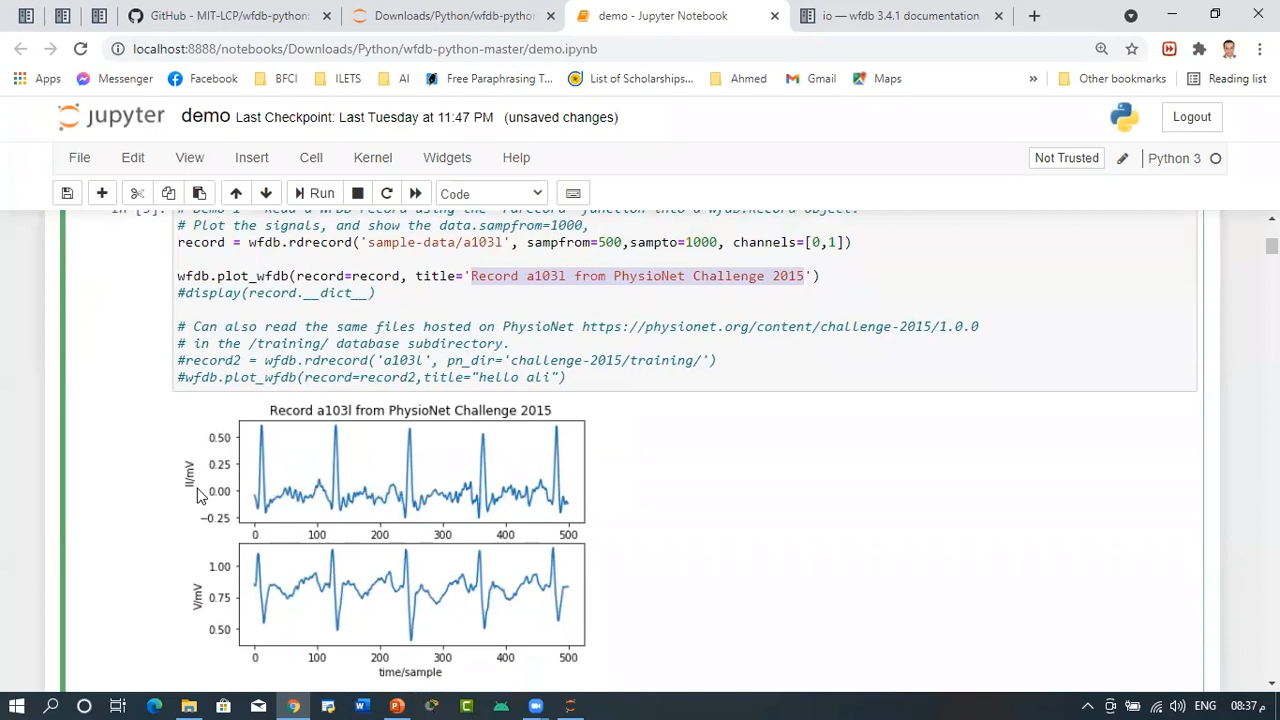 GitHub - MIT-LCP/wfdb-python:
Downloads/Python/wfdb-python-
demo - Jupyter Notebook
io — wfdb 3.4.1 documentation
localhost:8888/notebooks/Downloads/Python/wfdb-python-master/demo.ipynb
Apps Messenger Facebook BFCI ILETS AI Free Paraphrasing T... List of Scholarships... Ahmed Gmail Maps » Other bookmarks Reading list
jupyter demo Last Checkpoint: Last Tuesday at 11:47 PM (unsaved changes) Logout
File Edit View Insert Cell Kernel Widgets Help Not Trusted Python 3
Run Code
record = wfdb.rdrecord('sample-data/a103l', sampfrom=500,sampto=1000, channels=[0,1])
# Plot the signals, and show the data.sampfrom=1000,
wfdb.plot_wfdb(record=record, title='Record a103l from PhysioNet Challenge 2015')
#display(record.__dict__)
# Can also read the same files hosted on PhysioNet https://physionet.org/content/challenge-2015/1.0.0
# in the /training/ database subdirectory.
#record2 = wfdb.rdrecord('a103l', pn_dir='challenge-2015/training/')
#wfdb.plot_wfdb(record=record2,title="hello ali")
Record a103l from PhysioNet Challenge 2015
II/mV
0.50
0.25
0.00
−0.25
0 100 200 300 400 500
V/mV
1.00
0.75
0.50
0 100 200 300 400 500
time/sample
08:37 م